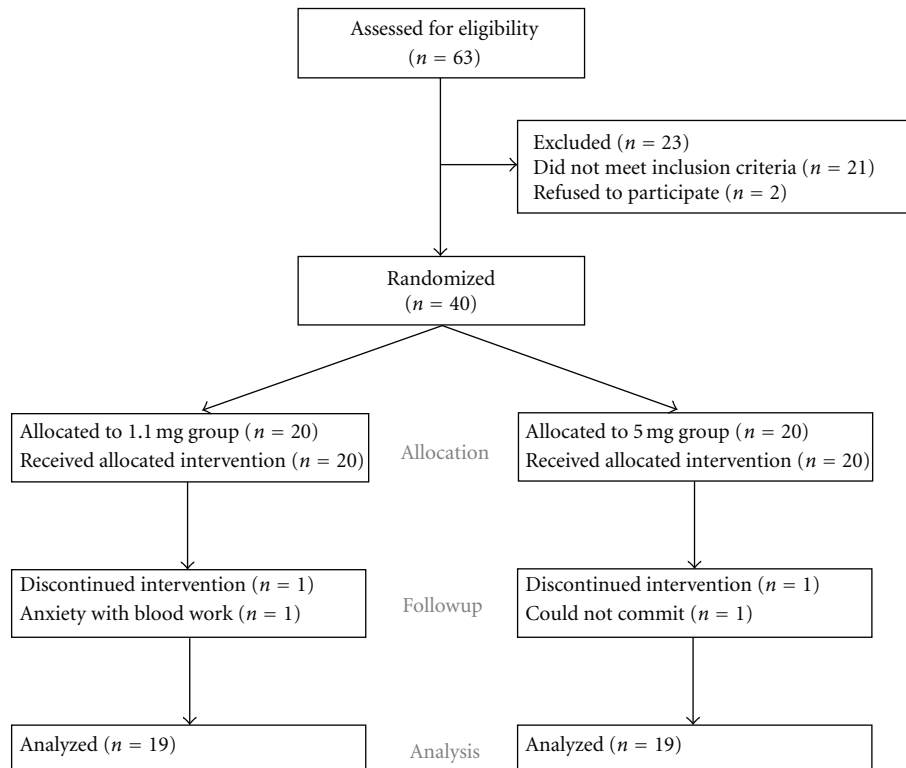 Assessed for eligibility
(n = 63)
Excluded (n = 23)
Did not meet inclusion criteria (n = 21)
Refused to participate (n = 2)
Randomized
(n = 40)
Allocated to 1.1 mg group (n = 20)
Received allocated intervention (n = 20)
Allocation
Allocated to 5 mg group (n = 20)
Received allocated intervention (n = 20)
Discontinued intervention (n = 1)
Anxiety with blood work (n = 1)
Followup
Discontinued intervention (n = 1)
Could not commit (n = 1)
Analyzed (n = 19)
Analysis
Analyzed (n = 19)